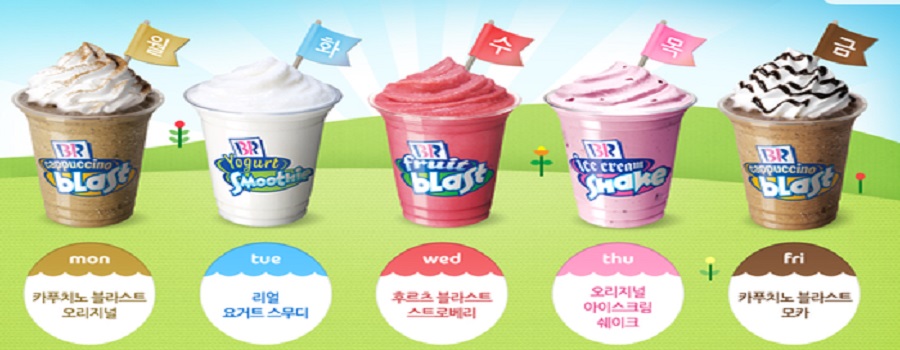 월
화
수
목
금
BR
cappuccino
BLast
BR
Yogurt
Smoothie
BR
fruit
BLast
BR
Ice cream
Shake
BR
cappuccino
BLast
mon
카푸치노 블라스트
오리지널
tue
리얼
요거트 스무디
wed
후르츠 블라스트
스트로베리
thu
오리지널
아이스크림
쉐이크
fri
카푸치노 블라스트
모카